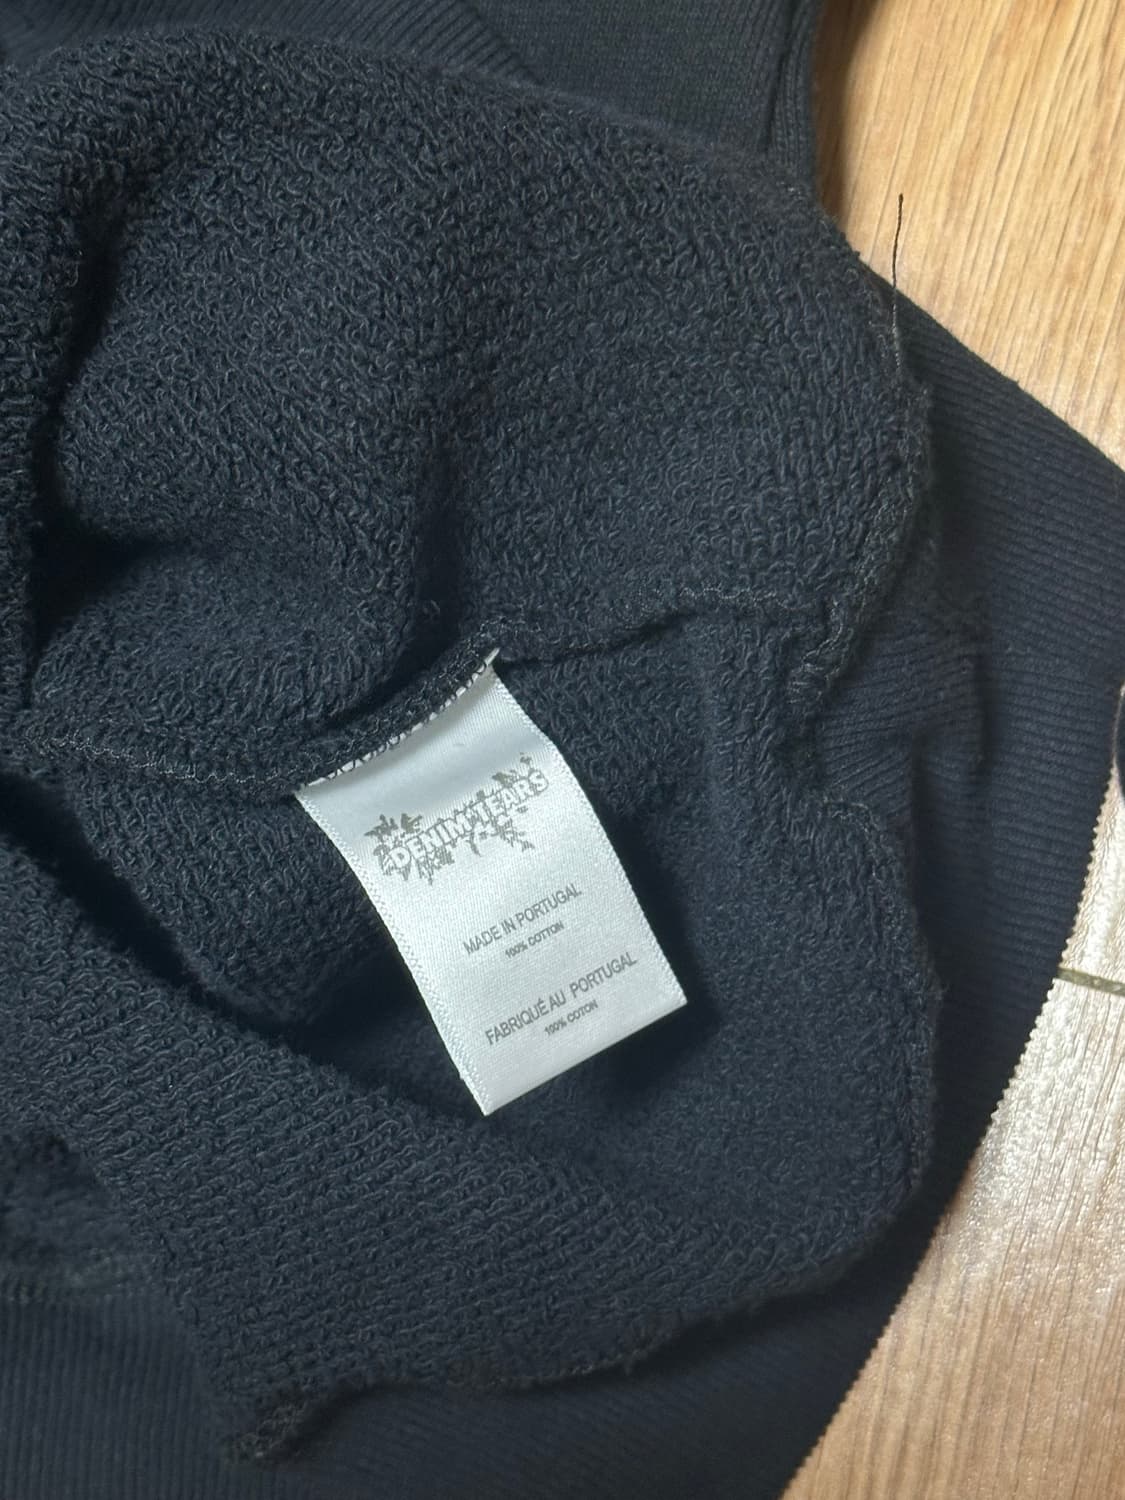 DENIM TEARS
MADE IN PORTUGAL
100% COTTON
FABRIQUÉ AU PORTUGAL
100% COTON